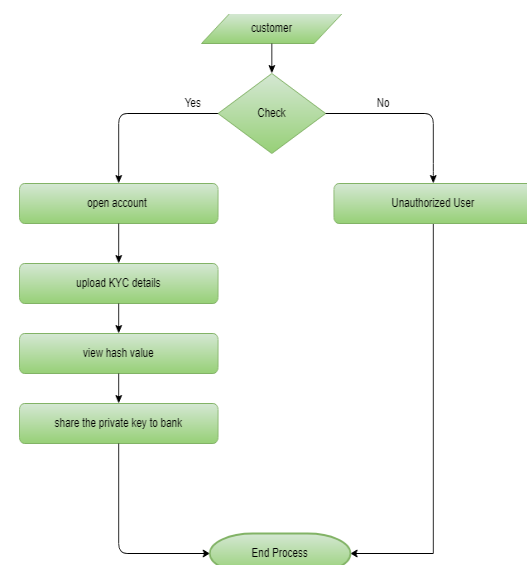 customer
Check
Yes
No
open account
Unauthorized User
upload KYC details
view hash value
share the private key to bank
End Process